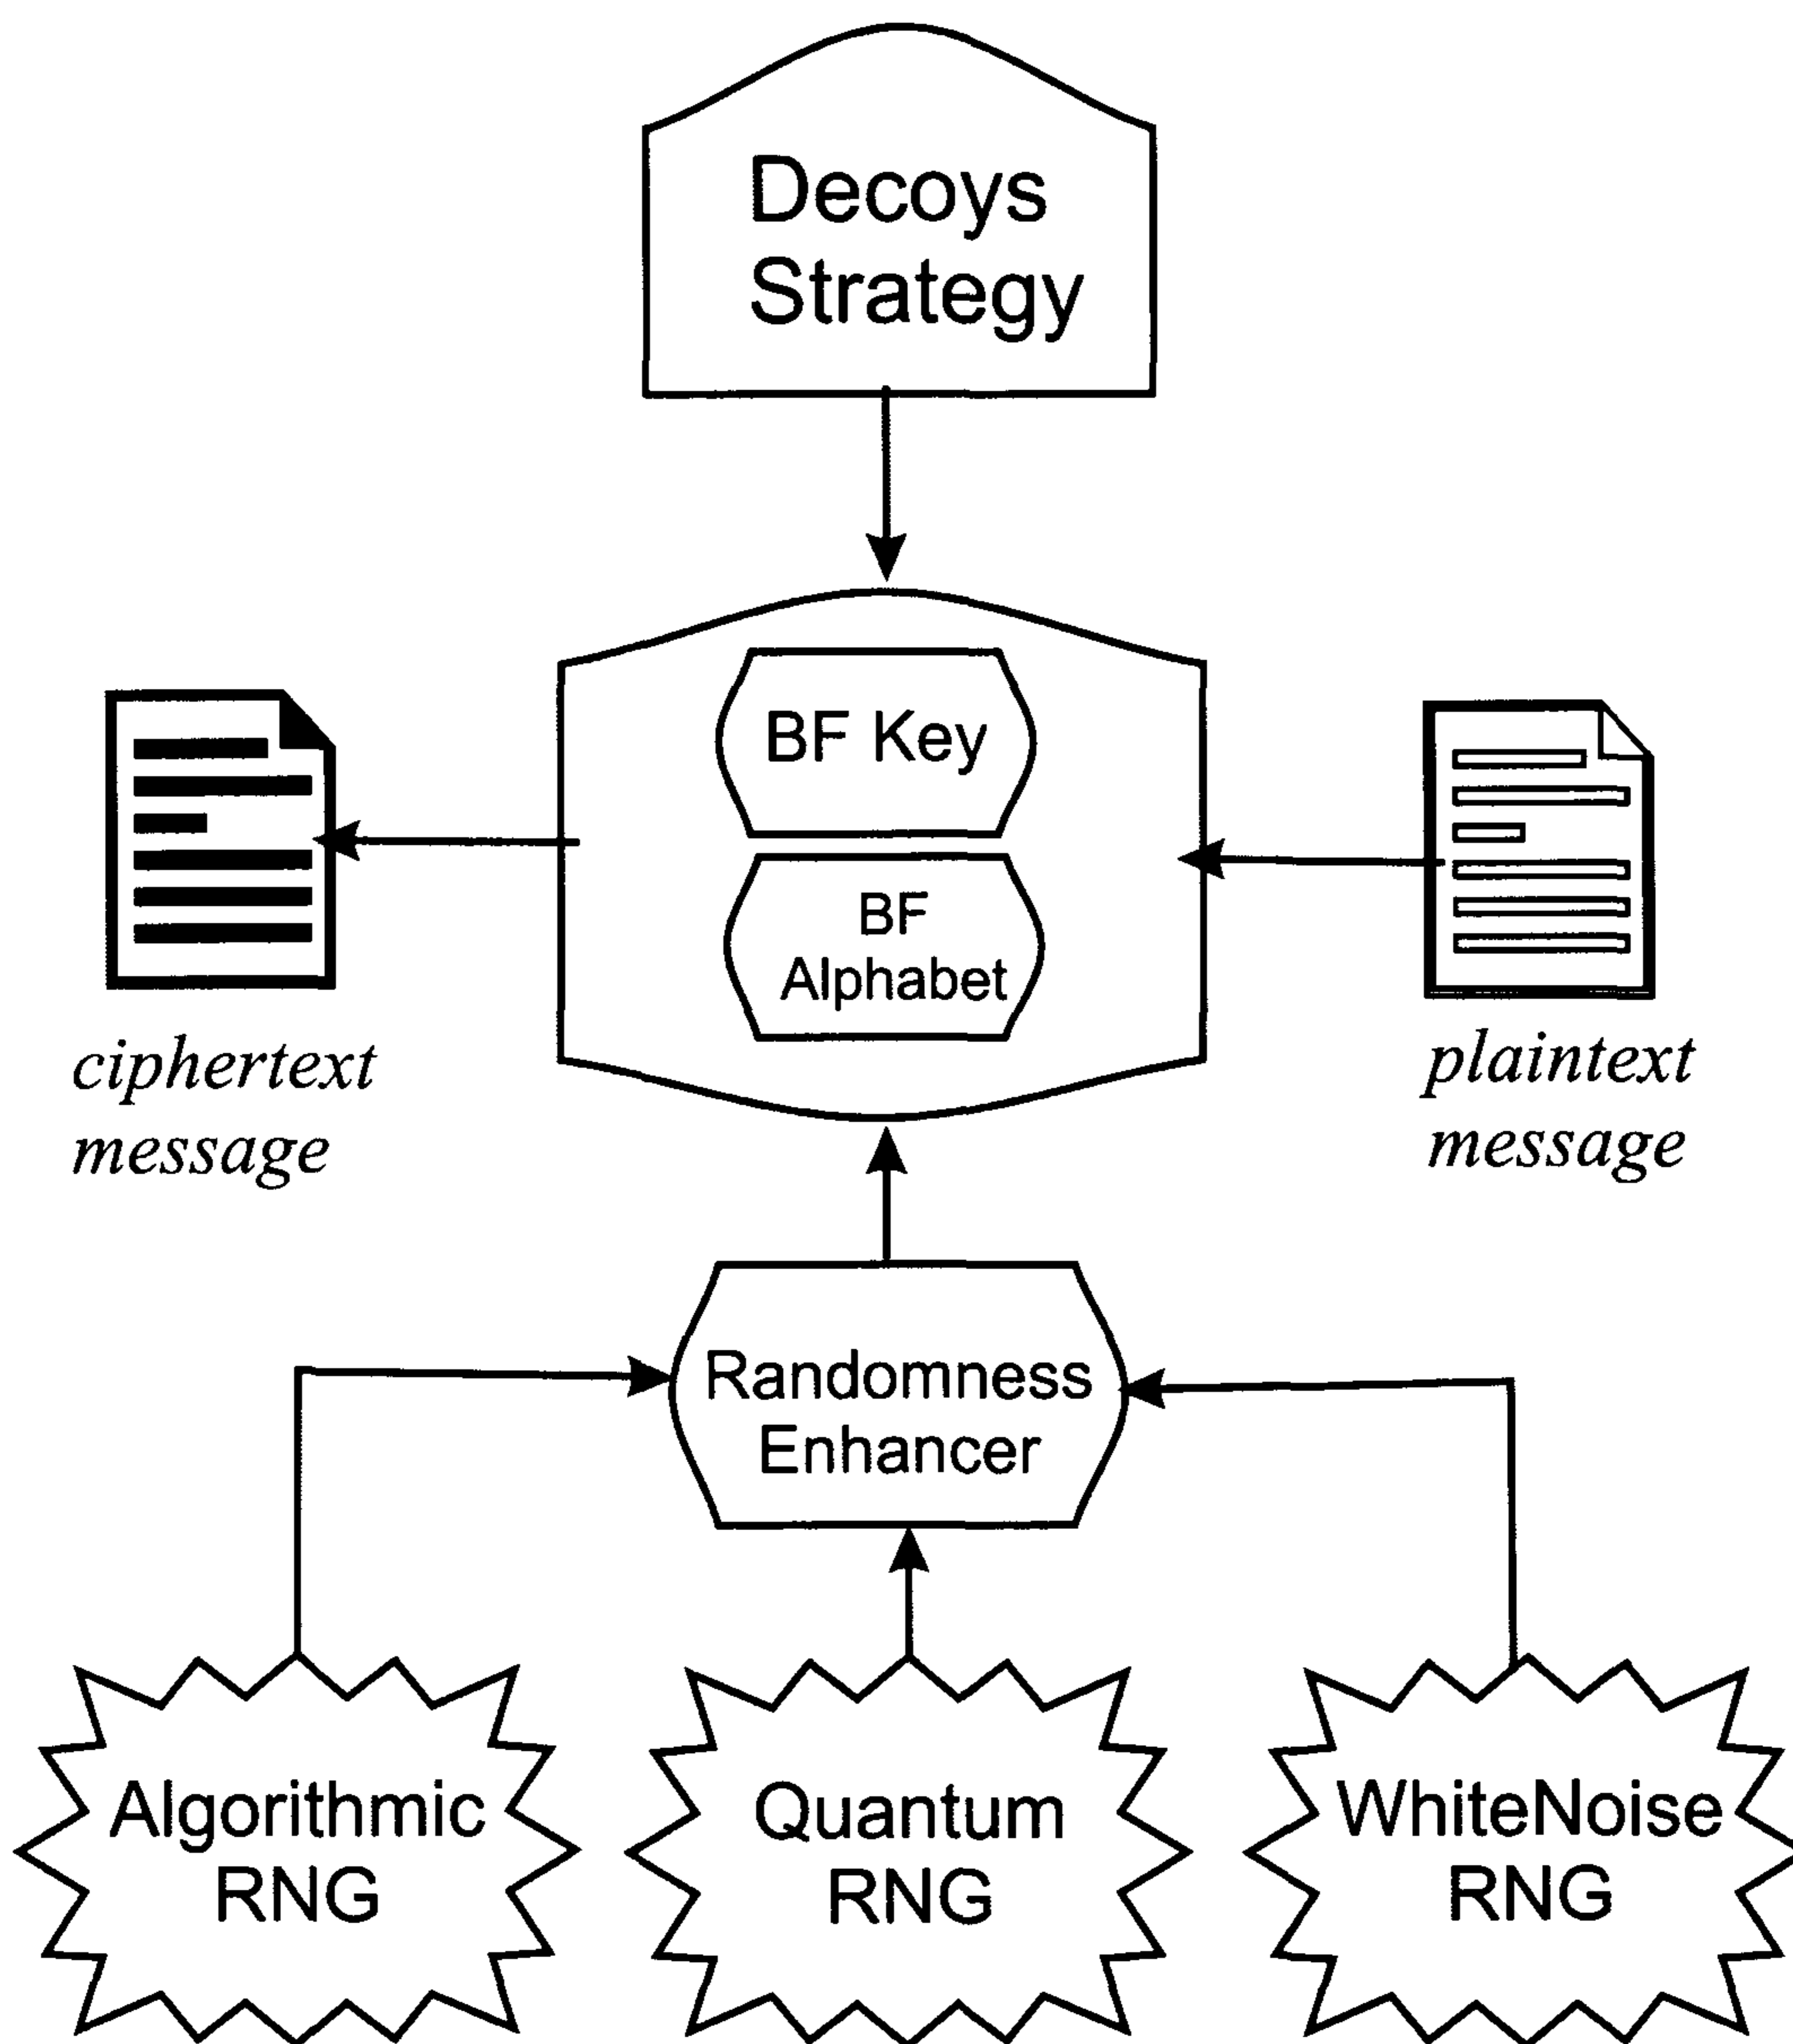 Decoys
Strategy
BF Key
BF
Alphabet
ciphertext
message
plaintext
message
Randomness
Enhancer
Algorithmic
RNG
Quantum
RNG
WhiteNoise
RNG